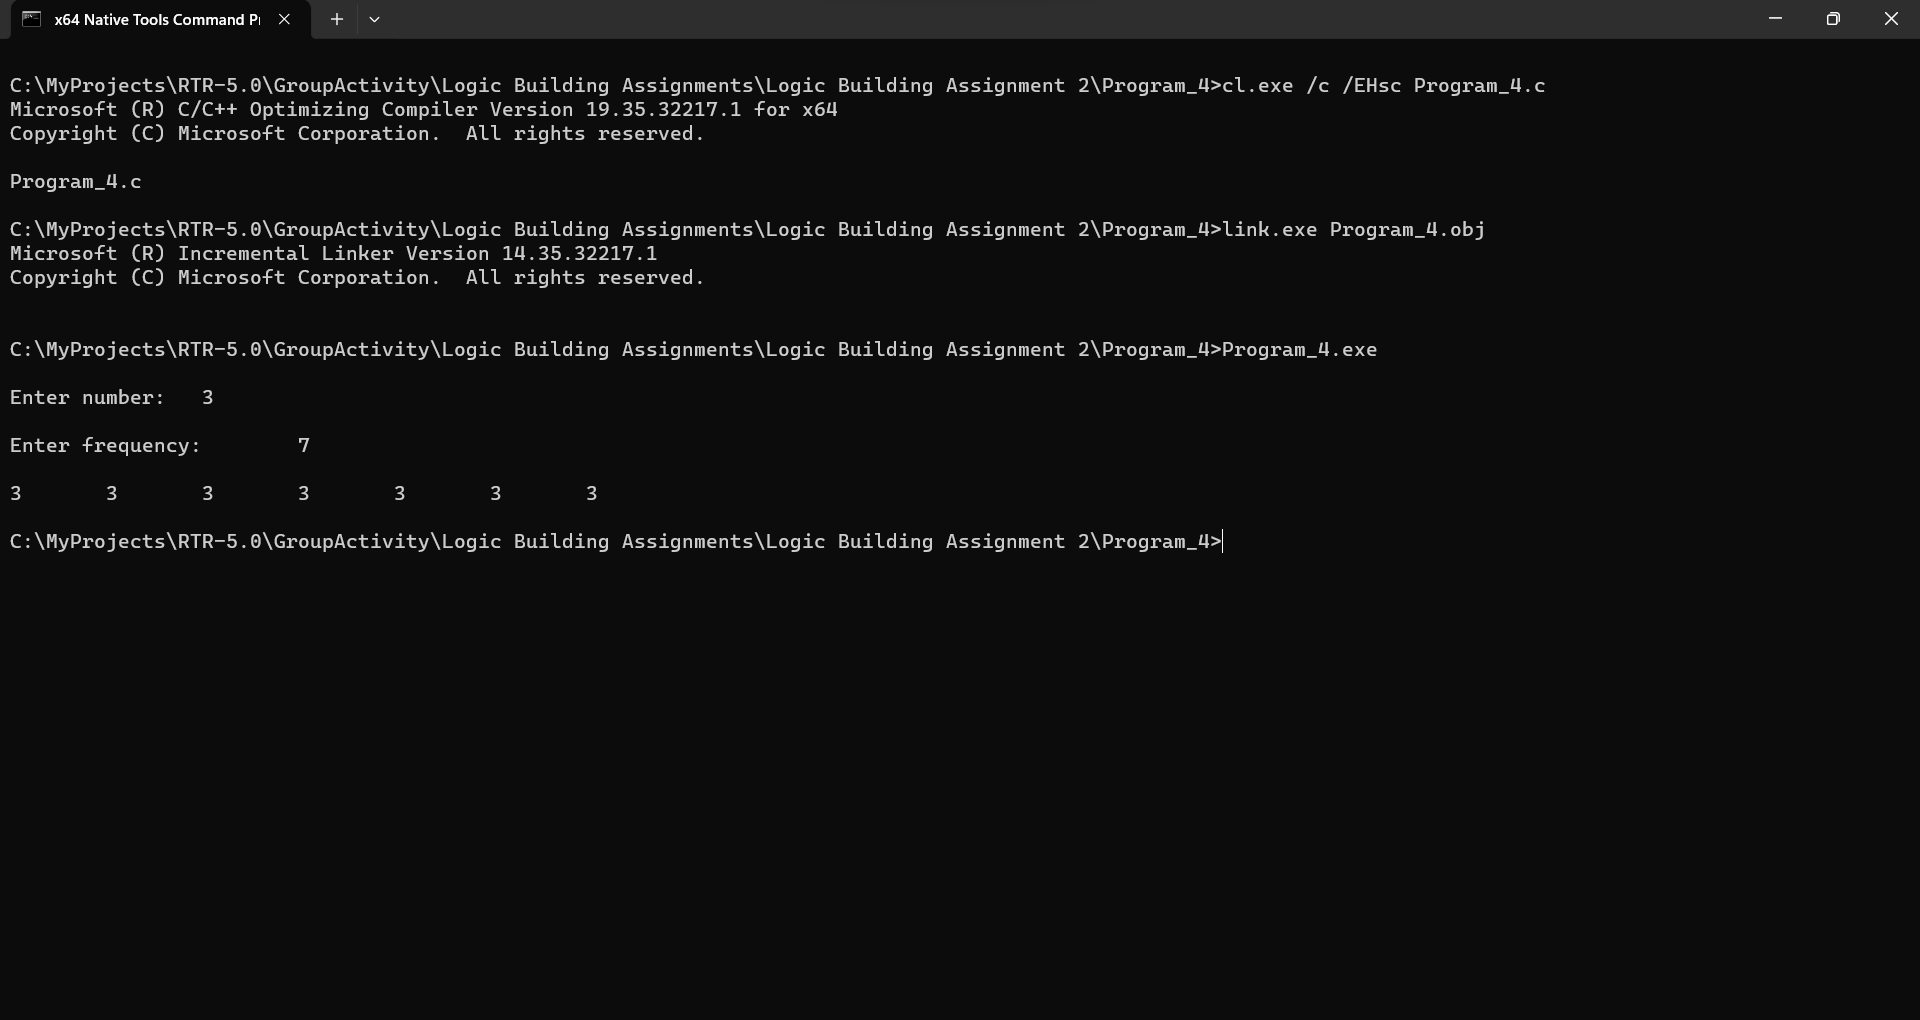 x64 Native Tools Command P
C:\MyProjects\RTR-5.0\GroupActivity\Logic Building Assignments\Logic Building Assignment 2\Program_4>cl.exe /c /EHsc Program_4.c
Microsoft (R) C/C++ Optimizing Compiler Version 19.35.32217.1 for x64
Copyright (C) Microsoft Corporation.  All rights reserved.
Program_4.c
C:\MyProjects\RTR-5.0\GroupActivity\Logic Building Assignments\Logic Building Assignment 2\Program_4>link.exe Program_4.obj
Microsoft (R) Incremental Linker Version 14.35.32217.1
Copyright (C) Microsoft Corporation.  All rights reserved.
C:\MyProjects\RTR-5.0\GroupActivity\Logic Building Assignments\Logic Building Assignment 2\Program_4>Program_4.exe
Enter number:   3
Enter frequency:        7
3       3       3       3       3       3       3
C:\MyProjects\RTR-5.0\GroupActivity\Logic Building Assignments\Logic Building Assignment 2\Program_4>